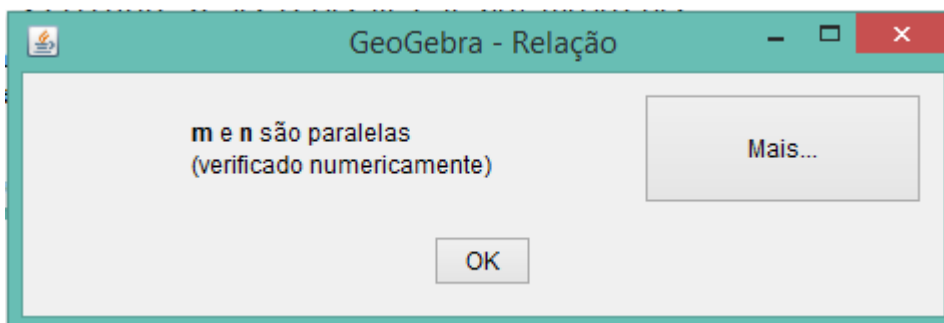 GeoGebra - Relação
m e n são paralelas
(verificado numericamente)
Mais...
OK